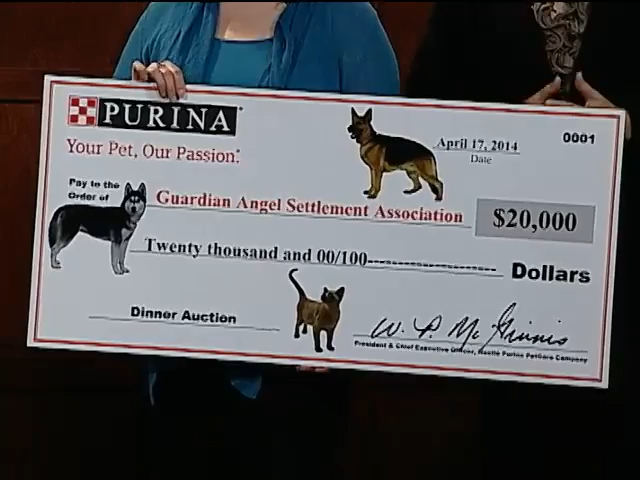 PURINA
Your Pet, Our Passion.
April 17, 2014
Date
0001
Pay to the
Order of
Guardian Angel Settlement Association
$20,000
Twenty thousand and 00/100--------------------
Dollars
Dinner Auction
W. P. McGinnis
President & Chief Executive Officer, Nestlé Purina PetCare Company